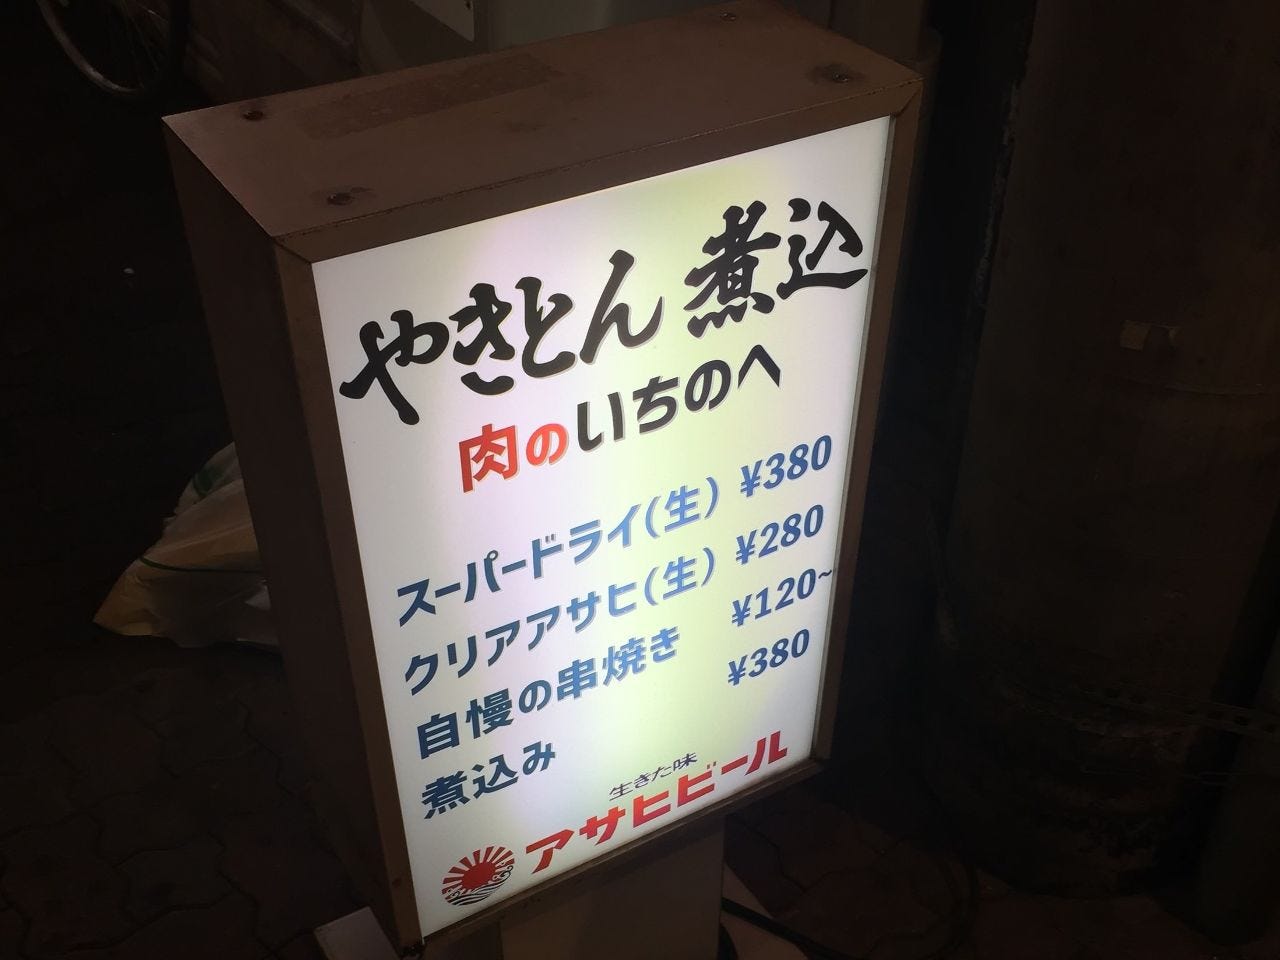 やきとん 煮込
肉のいちのへ
スーパードライ(生) ¥380
クリアアサヒ(生) ¥280
自慢の串焼き ¥120~
煮込み ¥380
生きた味
アサヒビール